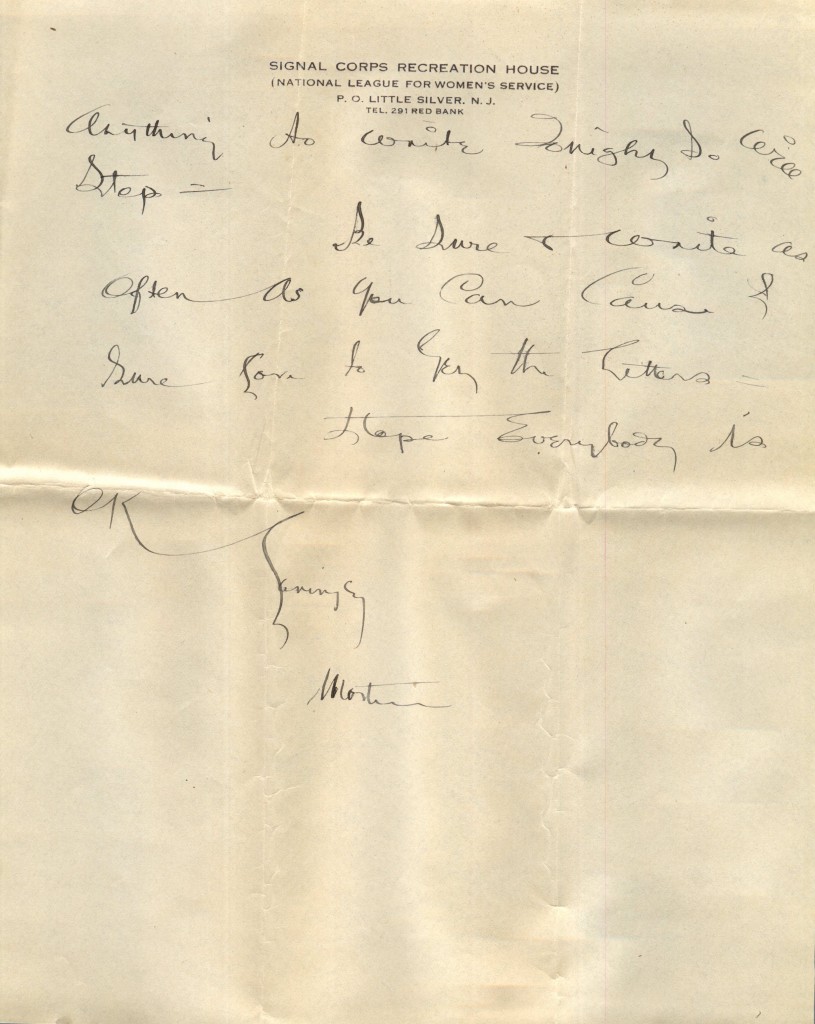 SIGNAL CORPS RECREATION HOUSE
(NATIONAL LEAGUE FOR WOMEN'S SERVICE)
P. O. LITTLE SILVER, N. J.
TEL. 291 RED BANK
Anything to write Tonight So Will
Stop =
Be Sure & write as
Often as you Can Cause I
Sure Love to Get the Letters =
Hope Everybody is
OK
Lovingly
Martin